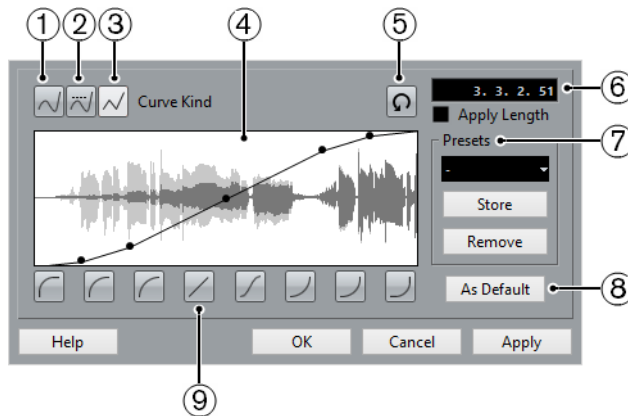 1 2 3 4 5
Curve Kind
3. 3. 2. 51
6
Apply Length
Presets
7
-
Store
Remove
As Default
8
Help
OK
Cancel
Apply
9